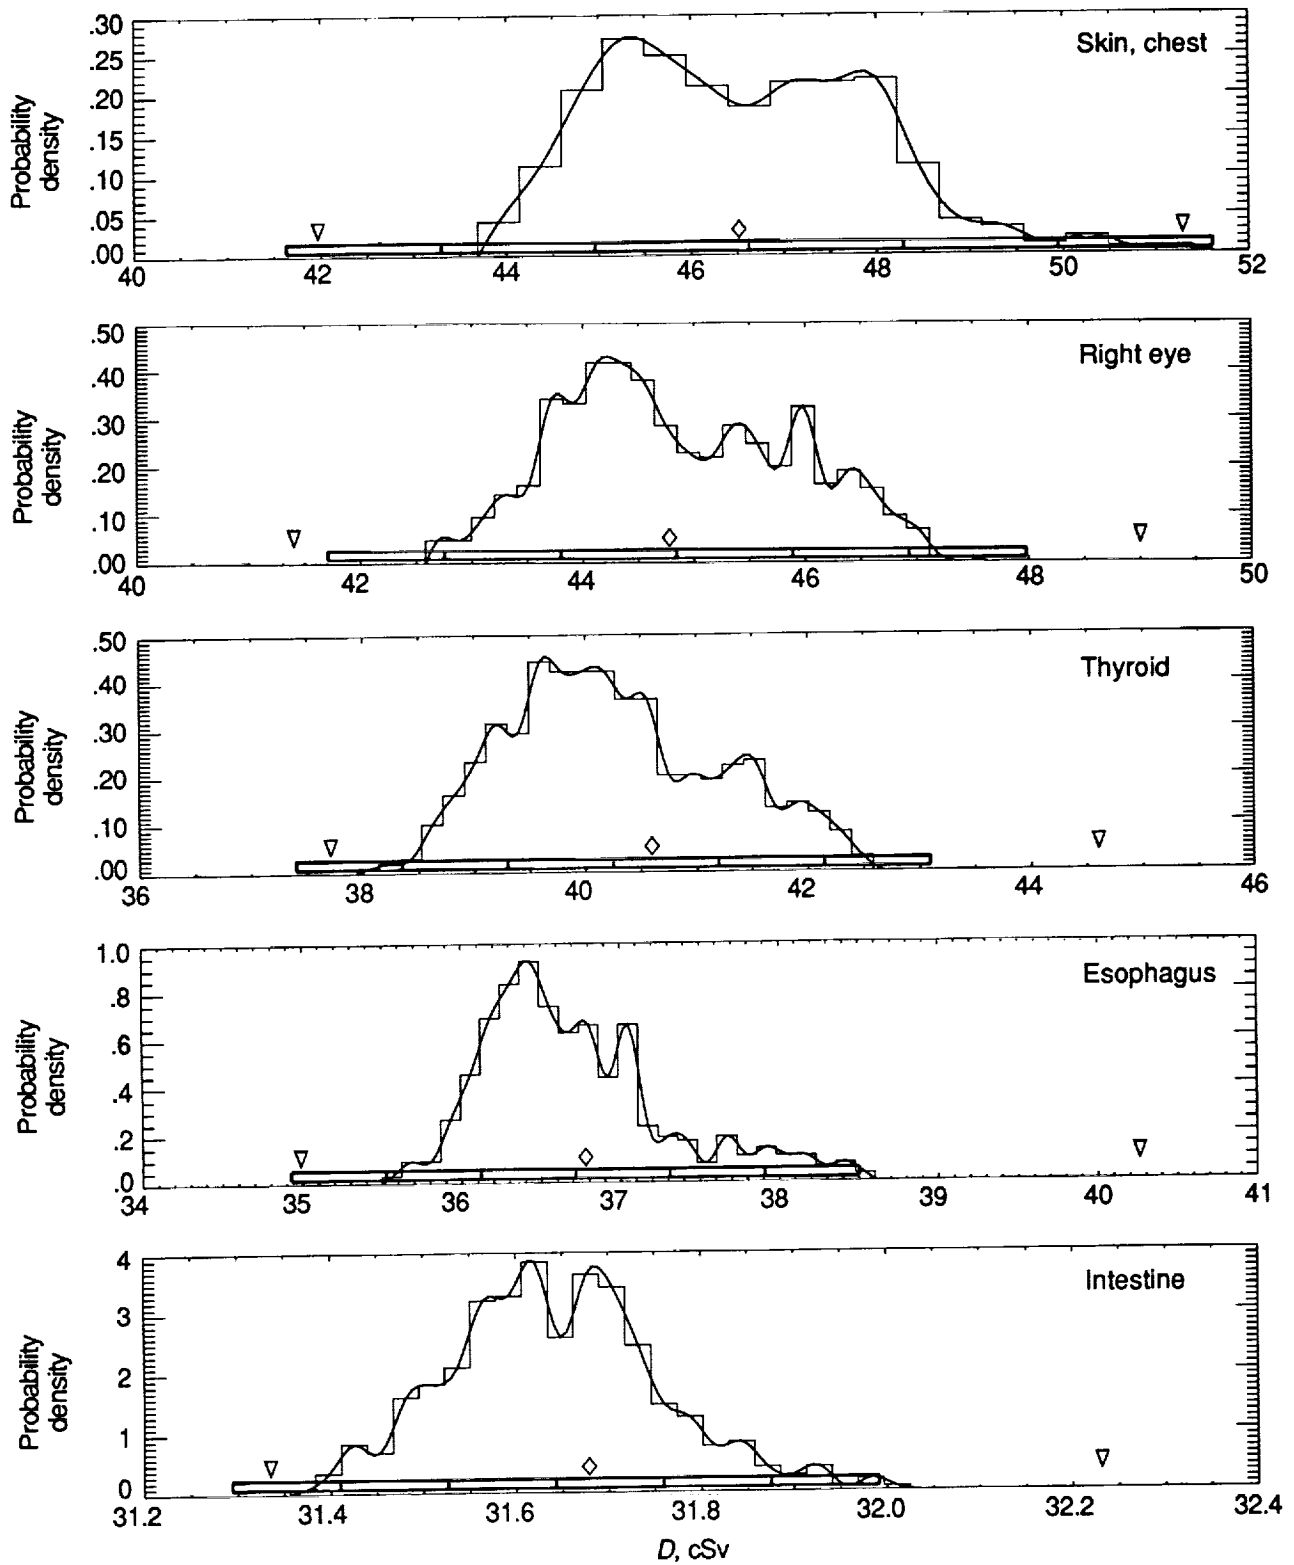 Skin, chest
Probability density
.30
.25
.20
.15
.10
.05
.00
40 42 44 46 48 50 52
Right eye
Probability density
.50
.40
.30
.20
.10
.00
40 42 44 46 48 50
Thyroid
Probability density
.50
.40
.30
.20
.10
.00
36 38 40 42 44 46
Esophagus
Probability density
1.0
.8
.6
.4
.2
.0
34 35 36 37 38 39 40 41
Intestine
Probability density
4
3
2
1
0
31.2 31.4 31.6 31.8 32.0 32.2 32.4
D, cSv